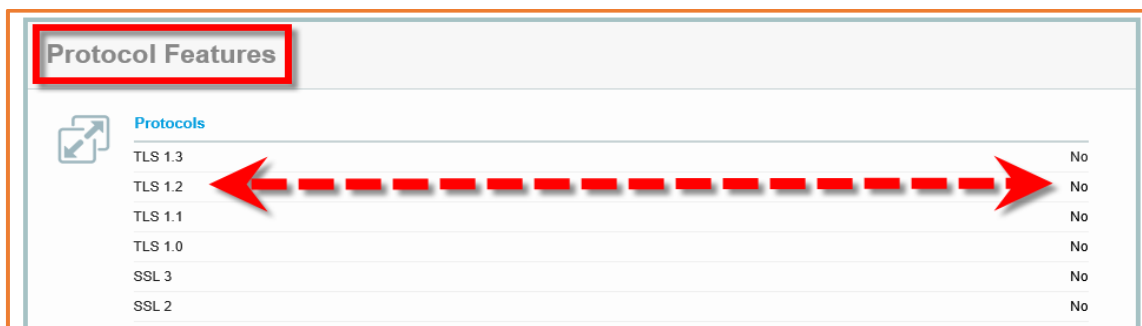 Protocol Features
Protocols
TLS 1.3 No
TLS 1.2 No
TLS 1.1 No
TLS 1.0 No
SSL 3 No
SSL 2 No